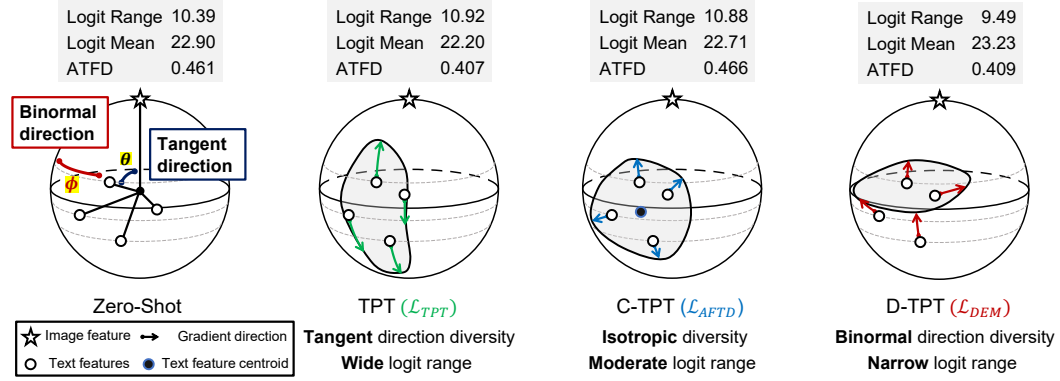 Logit Range 10.39
Logit Mean 22.90
ATFD 0.461
Logit Range 10.92
Logit Mean 22.20
ATFD 0.407
Logit Range 10.88
Logit Mean 22.71
ATFD 0.466
Logit Range 9.49
Logit Mean 23.23
ATFD 0.409
Binormal
direction
Tangent
direction
θ
ϕ
Zero-Shot
TPT (ℒ_TPT)
Tangent direction diversity
Wide logit range
C-TPT (ℒ_AFTD)
Isotropic diversity
Moderate logit range
D-TPT (ℒ_DEM)
Binormal direction diversity
Narrow logit range
Image feature
Gradient direction
Text features
Text feature centroid